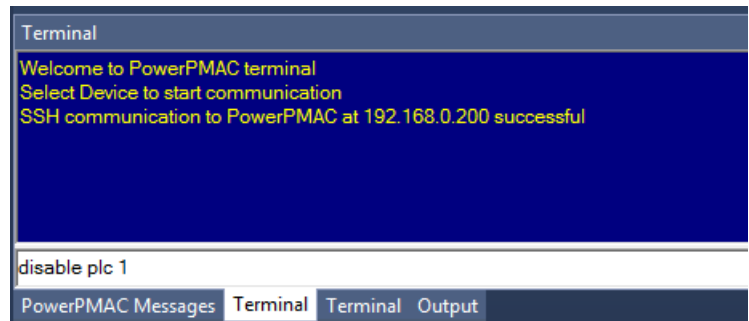 Terminal
Welcome to PowerPMAC terminal
Select Device to start communication
SSH communication to PowerPMAC at 192.168.0.200 successful
disable plc 1
PowerPMAC Messages Terminal Terminal Output